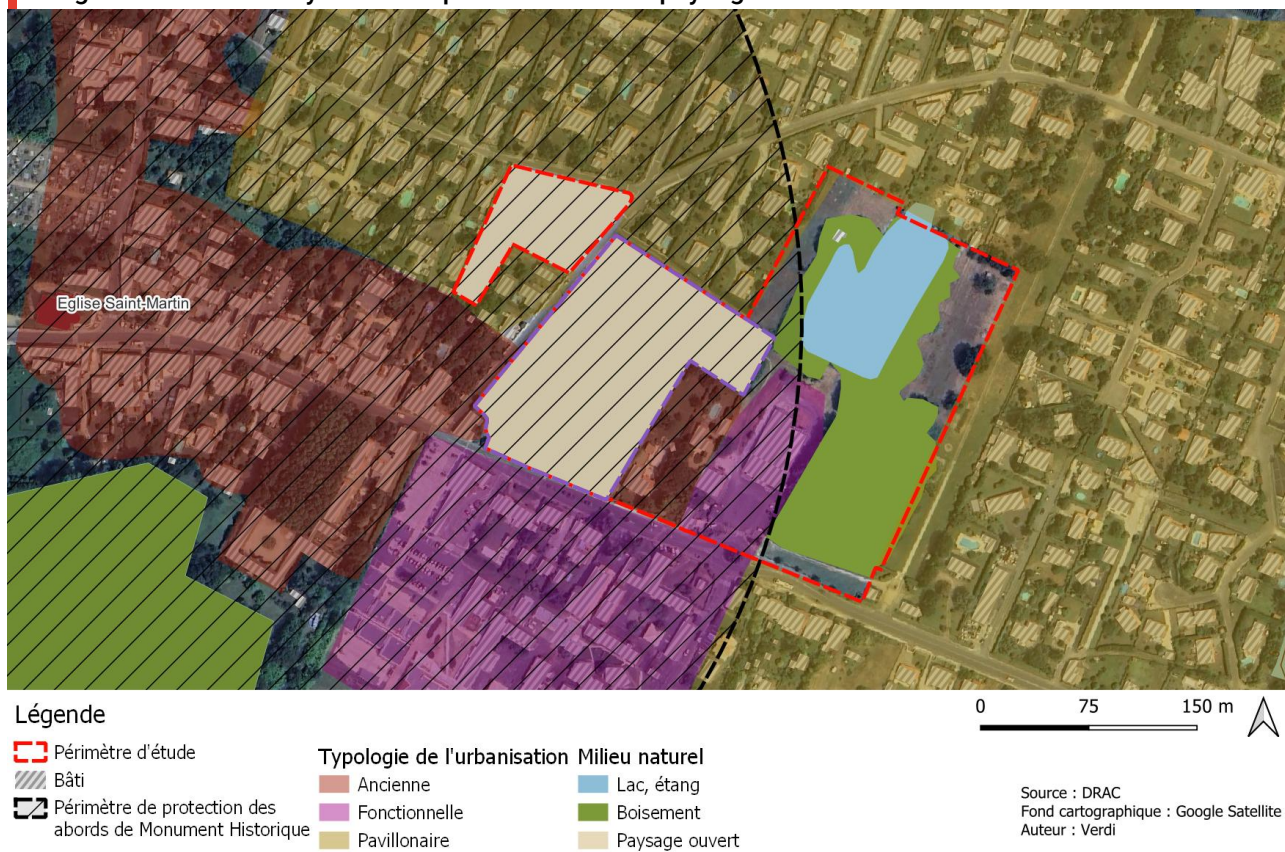 Eglise Saint-Martin
Légende
Périmètre d'étude
Bâti
Périmètre de protection des
abords de Monument Historique
Typologie de l'urbanisation
Ancienne
Fonctionnelle
Pavillonaire
Milieu naturel
Lac, étang
Boisement
Paysage ouvert
0 75 150 m
Source : DRAC
Fond cartographique : Google Satellite
Auteur : Verdi